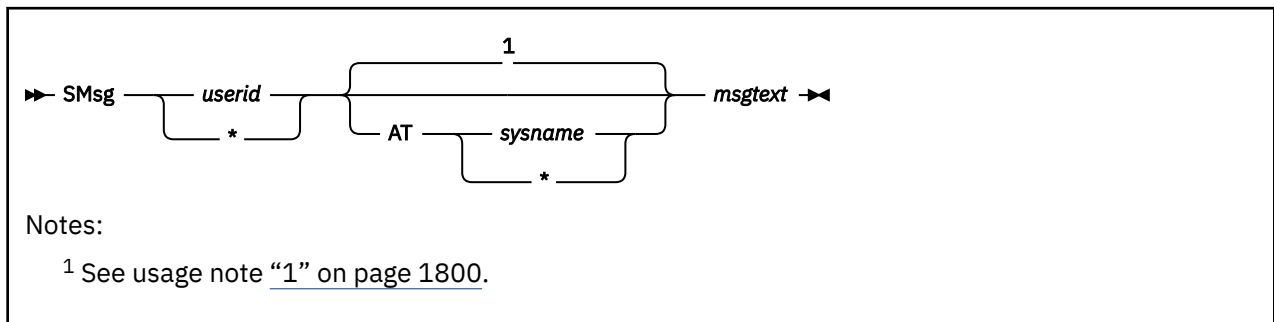 1
SMsg userid AT sysname msgtext
* *
Notes:
1 See usage note “1” on page 1800.